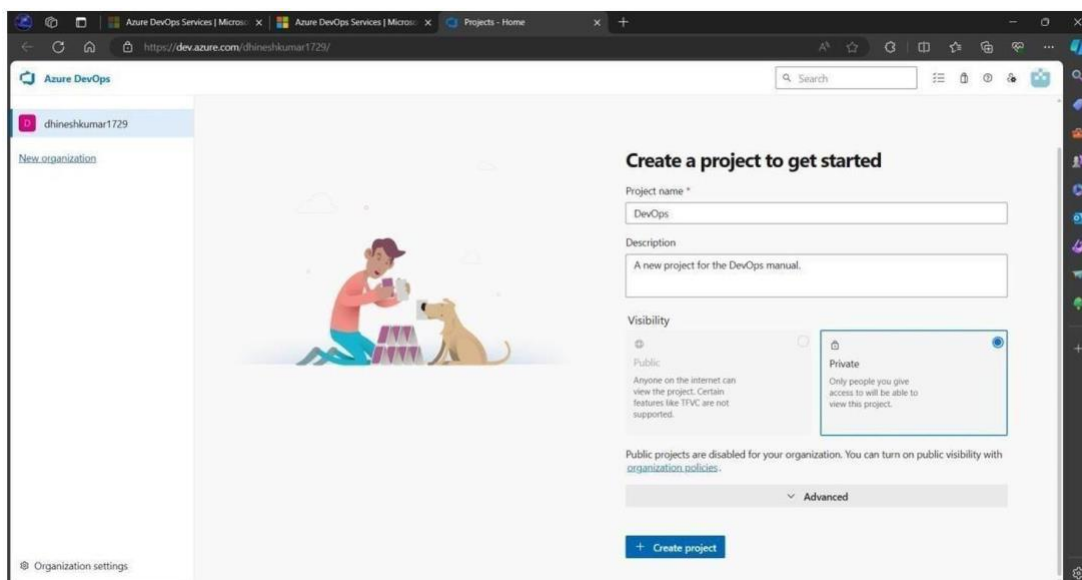 Azure DevOps Services | Microso
Azure DevOps Services | Microso
Projects - Home
https://dev.azure.com/dhineshkumar1729/
Azure DevOps
Search
D dhineshkumar1729
New organization
Create a project to get started
Project name *
DevOps
Description
A new project for the DevOps manual.
Visibility
Public
Anyone on the internet can
view the project. Certain
features like TFVC are not
supported.
Private
Only people you give
access to will be able to
view this project.
Public projects are disabled for your organization. You can turn on public visibility with
organization policies.
Advanced
+ Create project
Organization settings